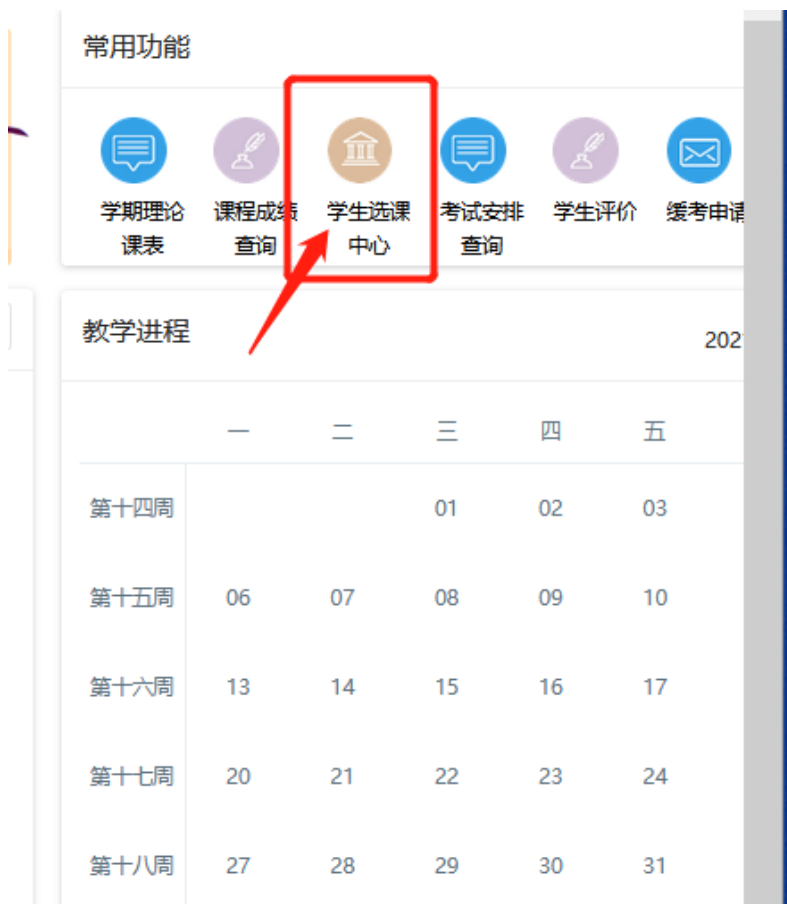 常用功能
学期理论 课程成绩 学生选课 考试安排 学生评价 缓考申请
课表 查询 中心 查询
教学进程 202
一 二 三 四 五
第十四周 01 02 03
第十五周 06 07 08 09 10
第十六周 13 14 15 16 17
第十七周 20 21 22 23 24
第十八周 27 28 29 30 31